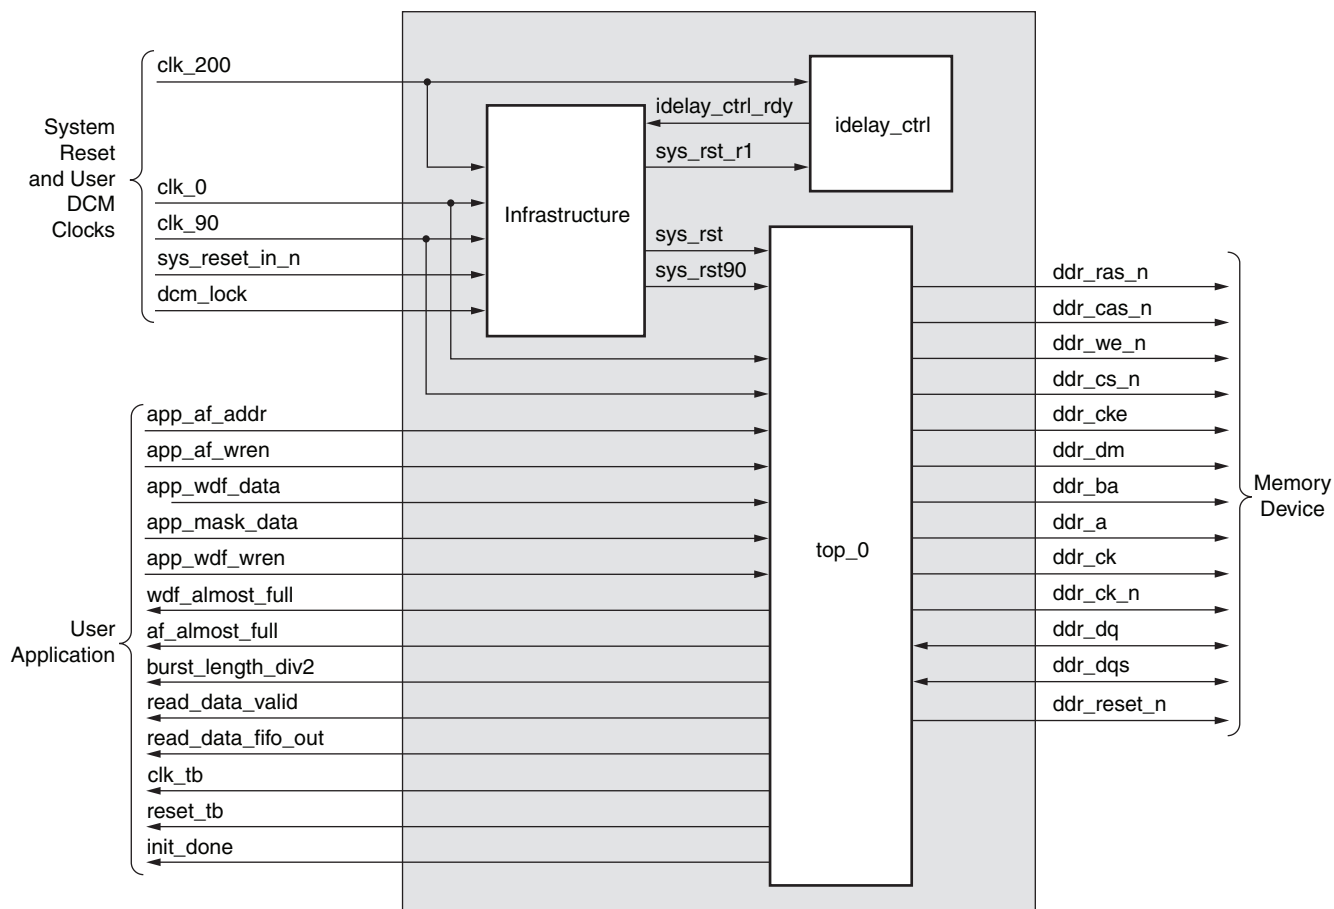 System
Reset
and User
DCM
Clocks
clk_200
clk_0
clk_90
sys_reset_in_n
dcm_lock
Infrastructure
idelay_ctrl_rdy
sys_rst_r1
idelay_ctrl
sys_rst
sys_rst90
User
Application
app_af_addr
app_af_wren
app_wdf_data
app_mask_data
app_wdf_wren
wdf_almost_full
af_almost_full
burst_length_div2
read_data_valid
read_data_fifo_out
clk_tb
reset_tb
init_done
top_0
ddr_ras_n
ddr_cas_n
ddr_we_n
ddr_cs_n
ddr_cke
ddr_dm
ddr_ba
ddr_a
ddr_ck
ddr_ck_n
ddr_dq
ddr_dqs
ddr_reset_n
Memory
Device